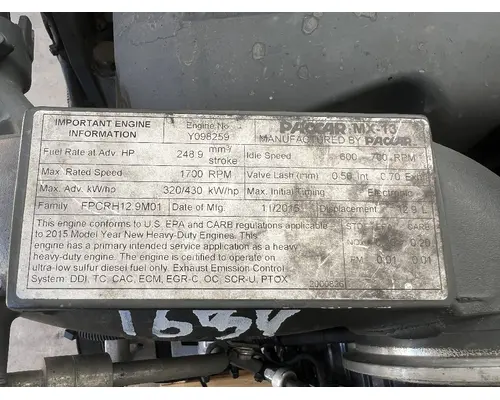 IMPORTANT ENGINE INFORMATION
Engine No.
Y098259
PACCAR MX-13
MANUFACTURED BY PACCAR
Fuel Rate at Adv. HP 248.9 mm³/stroke Idle Speed 600 700 RPM
Max. Rated Speed 1700 RPM Valve Lash (mm) Int. 0.70
Max. Adv. kW/hp 320/430 kW/hp Maximum Initial Timing Electronic
Family FPCRH12.9M01 Date of Mfg. 11/2015 Displacement 12.9 L
This engine conforms to U.S. EPA and CARB regulations applicable
to 2015 Model Year New Heavy-Duty Engines. This
engine has a primary intended service application as a heavy
heavy-duty engine. The engine is certified to operate on
ultra-low sulfur diesel fuel only. Exhaust Emission Control
System: DDI, TC, CAC, ECM, EGR-C, OC, SCR-U, PTOX
CARB
PM 0.01 0.01